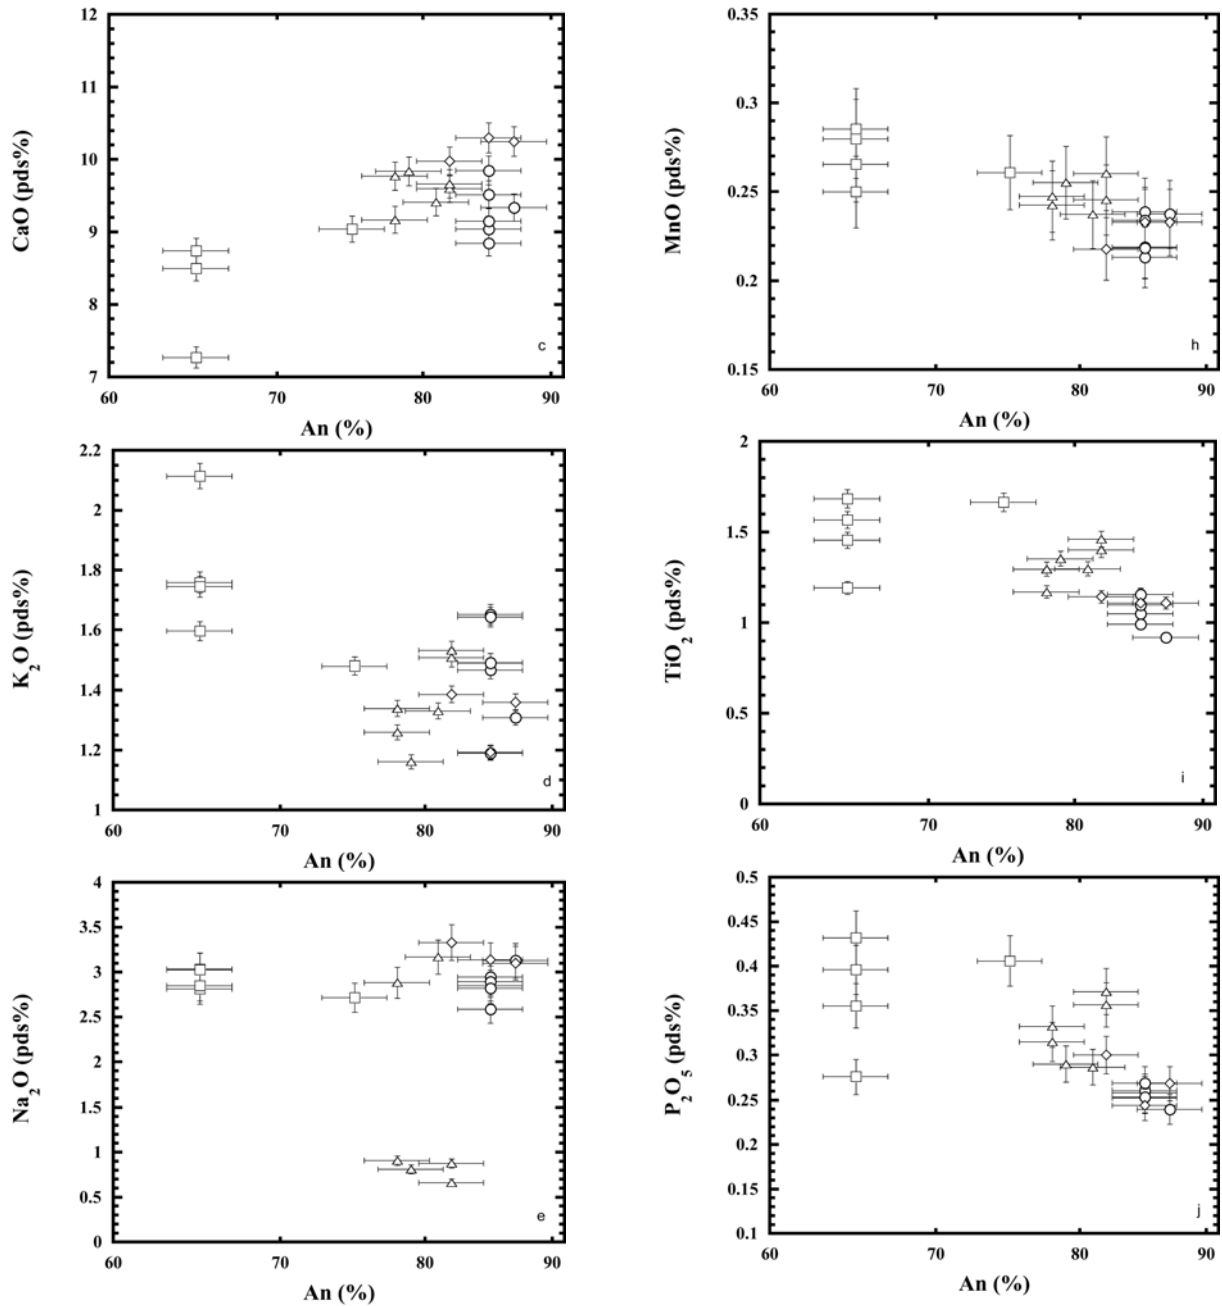 12
11
10
9
8
7
CaO (pds%)
c
60 70 80 90
An (%)
0.35
0.3
0.25
0.2
0.15
MnO (pds%)
h
60 70 80 90
An (%)
2.2
2
1.8
1.6
1.4
1.2
1
K2O (pds%)
d
60 70 80 90
An (%)
2
1.5
1
0.5
0
TiO2 (pds%)
i
60 70 80 90
An (%)
4
3.5
3
2.5
2
1.5
1
0.5
0
Na2O (pds%)
e
60 70 80 90
An (%)
0.5
0.45
0.4
0.35
0.3
0.25
0.2
0.15
0.1
P2O5 (pds%)
j
60 70 80 90
An (%)